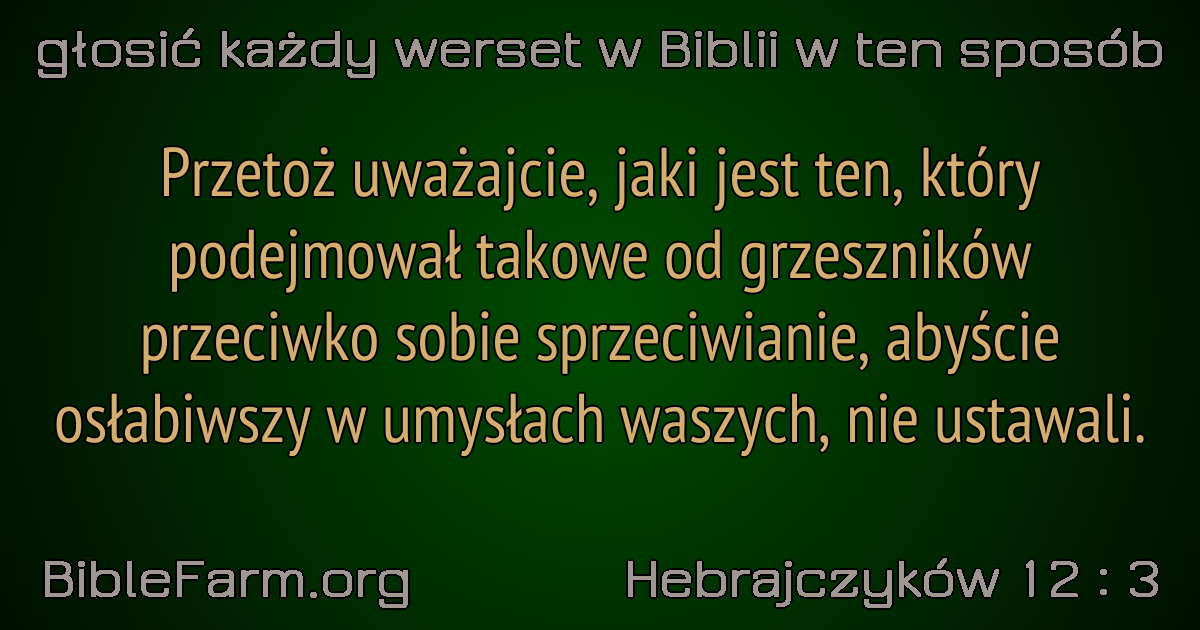 głosić każdy werset w Biblii w ten sposób
Przetoż uważajcie, jaki jest ten, który
podejmował takowe od grzeszników
przeciwko sobie sprzeciwianie, abyście
osłabiwszy w umysłach waszych, nie ustawali.
BibleFarm.org
Hebrajczyków 12 : 3